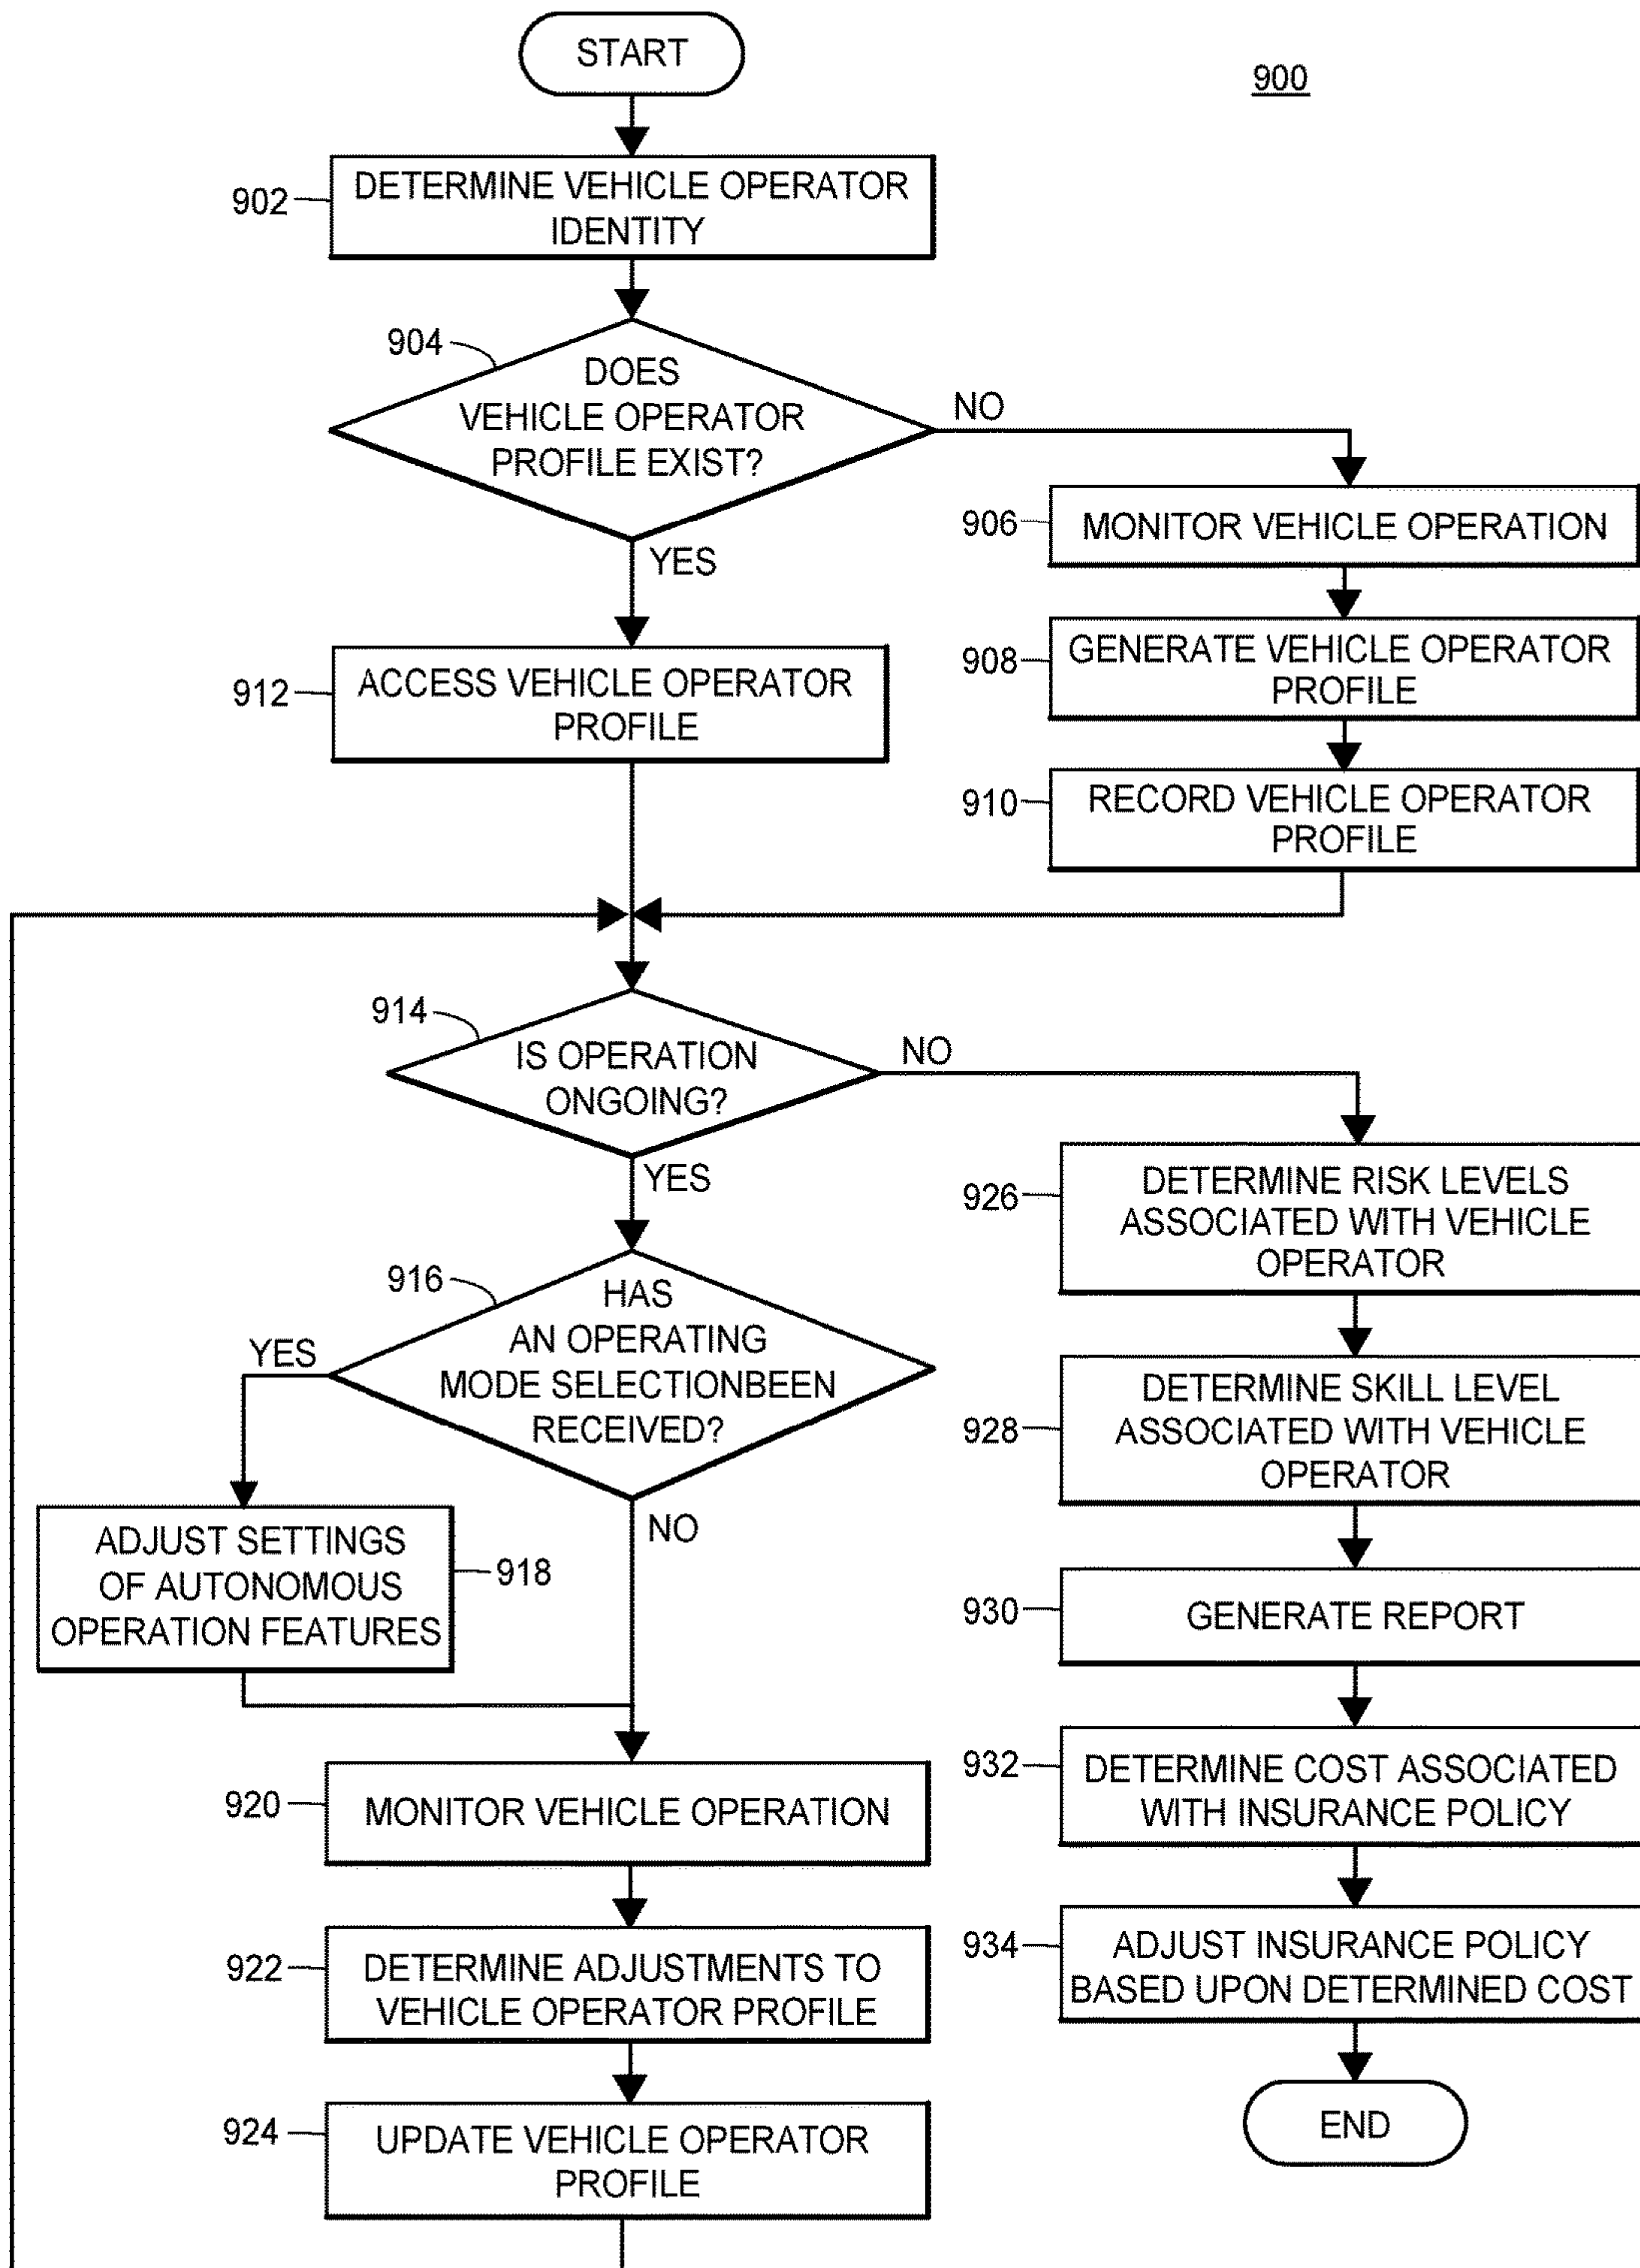 START
900
902
DETERMINE VEHICLE OPERATOR
IDENTITY
904
DOES
VEHICLE OPERATOR
PROFILE EXIST?
NO
YES
906
MONITOR VEHICLE OPERATION
908
GENERATE VEHICLE OPERATOR
PROFILE
910
RECORD VEHICLE OPERATOR
PROFILE
912
ACCESS VEHICLE OPERATOR
PROFILE
914
IS OPERATION
ONGOING?
NO
YES
916
HAS
AN OPERATING
MODE SELECTIONBEEN
RECEIVED?
YES
NO
ADJUST SETTINGS
OF AUTONOMOUS
OPERATION FEATURES
918
920
MONITOR VEHICLE OPERATION
922
DETERMINE ADJUSTMENTS TO
VEHICLE OPERATOR PROFILE
924
UPDATE VEHICLE OPERATOR
PROFILE
926
DETERMINE RISK LEVELS
ASSOCIATED WITH VEHICLE
OPERATOR
928
DETERMINE SKILL LEVEL
ASSOCIATED WITH VEHICLE
OPERATOR
930
GENERATE REPORT
932
DETERMINE COST ASSOCIATED
WITH INSURANCE POLICY
934
ADJUST INSURANCE POLICY
BASED UPON DETERMINED COST
END